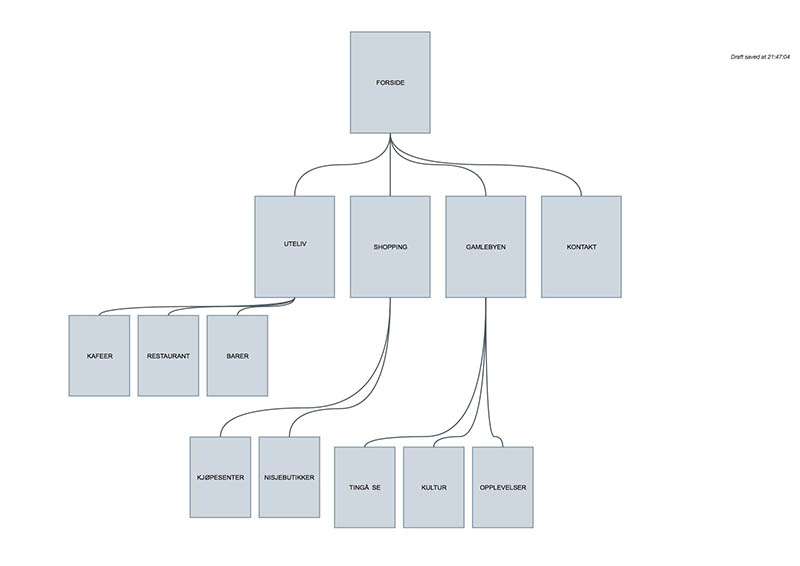 Draft saved at 21:47:04
FORSIDE
UTELIV
SHOPPING
GAMLEBYEN
KONTAKT
KAFEER
RESTAURANT
BARER
KJØPESENTER
NISJEBUTIKKER
TINGÅ SE
KULTUR
OPPLEVELSER